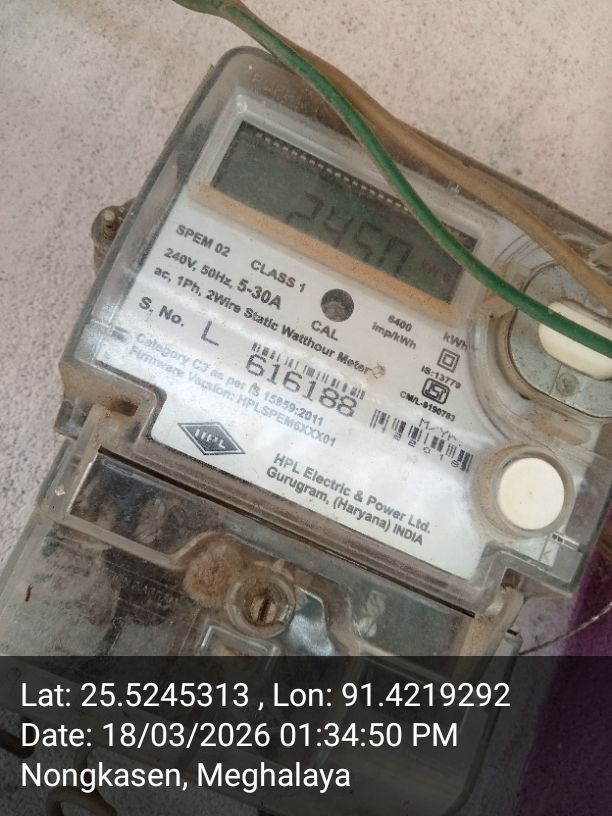 SPEM 02 CLASS 1
240V, 50Hz, 5-30A
ac, 1Ph, 2Wire Static Watthour Meter
CAL
6400
imp/kWh
kWh
IS:13779
CM/L-9190783
S. No. L 616188
Category C3 as per IS 15959:2011
Firmware Version: HPLSPEM6XXX01
HPL
HPL Electric & Power Ltd.
Gurugram, (Haryana) INDIA
Lat: 25.5245313 , Lon: 91.4219292
Date: 18/03/2026 01:34:50 PM
Nongkasen, Meghalaya